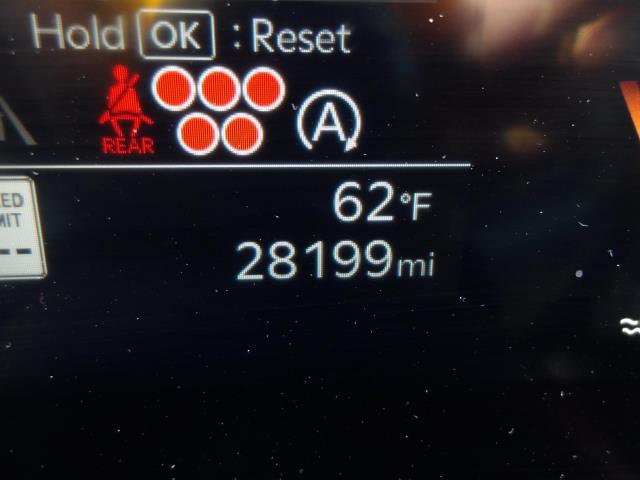 Hold OK : Reset
REAR
A
62°F
28199mi